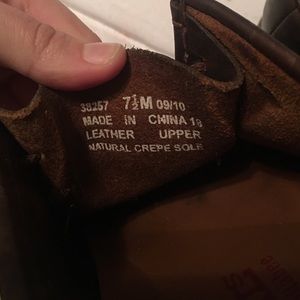 38257 7½M 09/10
MADE IN CHINA 18
LEATHER UPPER
NATURAL CREPE SOLE